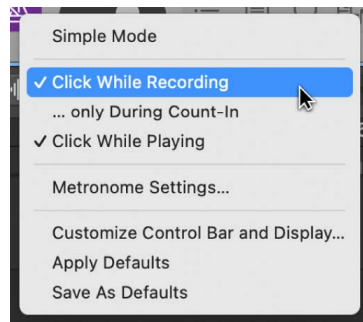 Simple Mode
✓ Click While Recording
... only During Count-In
✓ Click While Playing
Metronome Settings...
Customize Control Bar and Display...
Apply Defaults
Save As Defaults